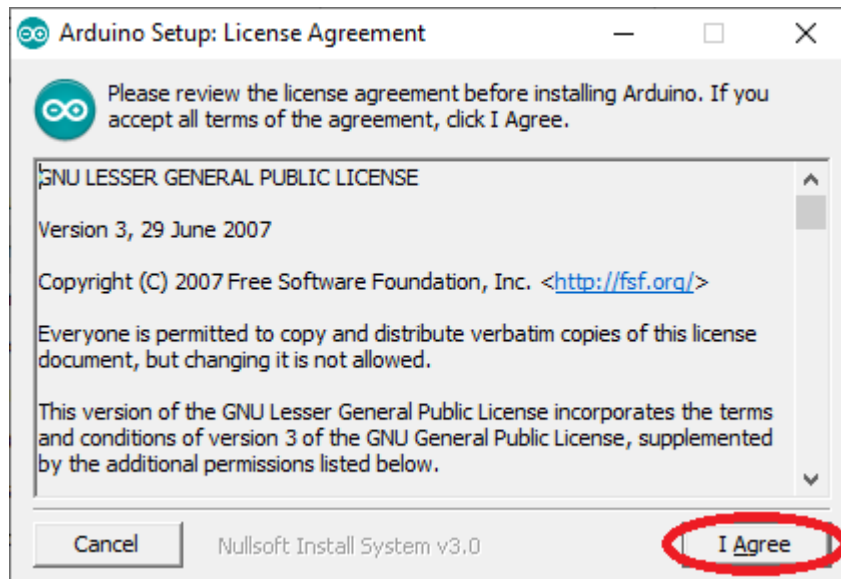 Arduino Setup: License Agreement
Please review the license agreement before installing Arduino. If you
accept all terms of the agreement, click I Agree.
GNU LESSER GENERAL PUBLIC LICENSE
Version 3, 29 June 2007
Copyright (C) 2007 Free Software Foundation, Inc. <http://fsf.org/>
Everyone is permitted to copy and distribute verbatim copies of this license
document, but changing it is not allowed.
This version of the GNU Lesser General Public License incorporates the terms
and conditions of version 3 of the GNU General Public License, supplemented
by the additional permissions listed below.
Cancel Nullsoft Install System v3.0 I Agree